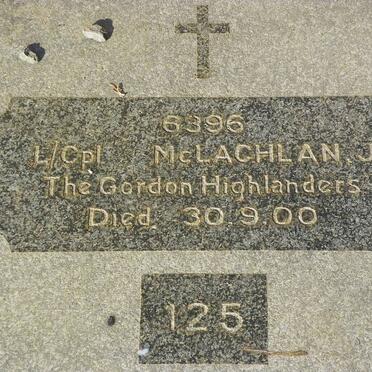 6396
L/Cpl McLACHLAN, J
The Gordon Highlanders
Died. 30.9.00
125